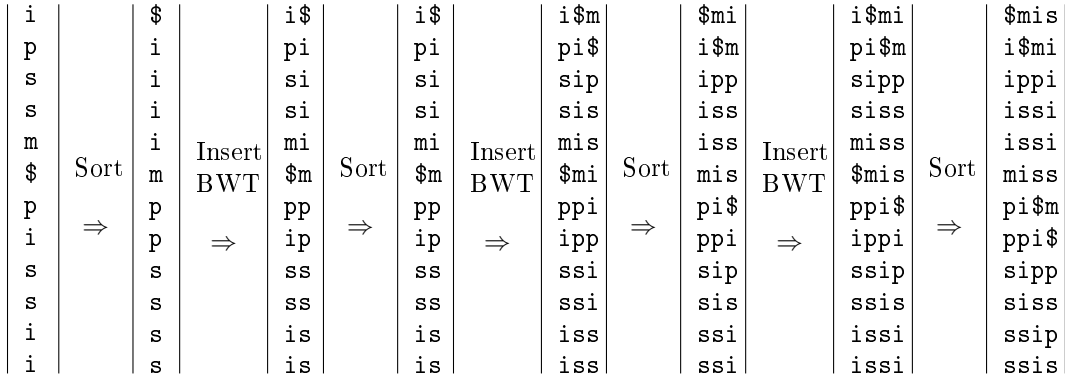 i $ i$ i$ i$m $mi i$mi $mis
p i pi pi pi$ i$m pi$m i$mi
s i si si sip ipp sipp ippi
s i si si sis iss siss issi
m i Insert mi mi Insert mis iss Insert miss issi
$ Sort m BWT $m Sort $m BWT $mi Sort mis BWT $mis Sort miss
p p pp pp ppi pi$ ppi$ pi$m
i ⇒ p ⇒ ip ⇒ ip ⇒ ipp ⇒ ppi ⇒ ippi ⇒ ppi$
s s ss ss ssi sip ssip sipp
s s ss ss ssi sis ssis siss
i s is is iss ssi issi ssip
i s is is iss ssi issi ssis